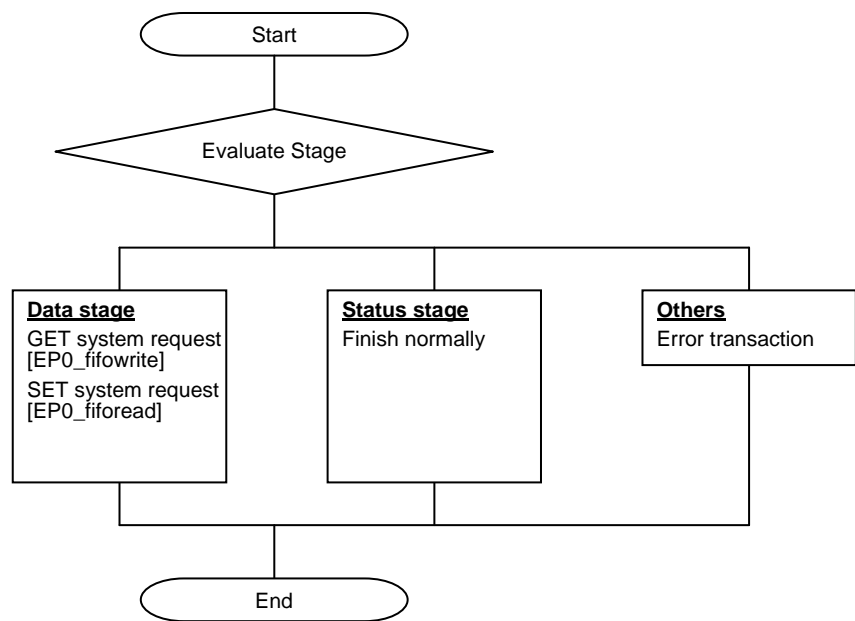 Start
Evaluate Stage
Data stage
GET system request
[EP0_fifowrite]
SET system request
[EP0_fiforead]
Status stage
Finish normally
Others
Error transaction
End